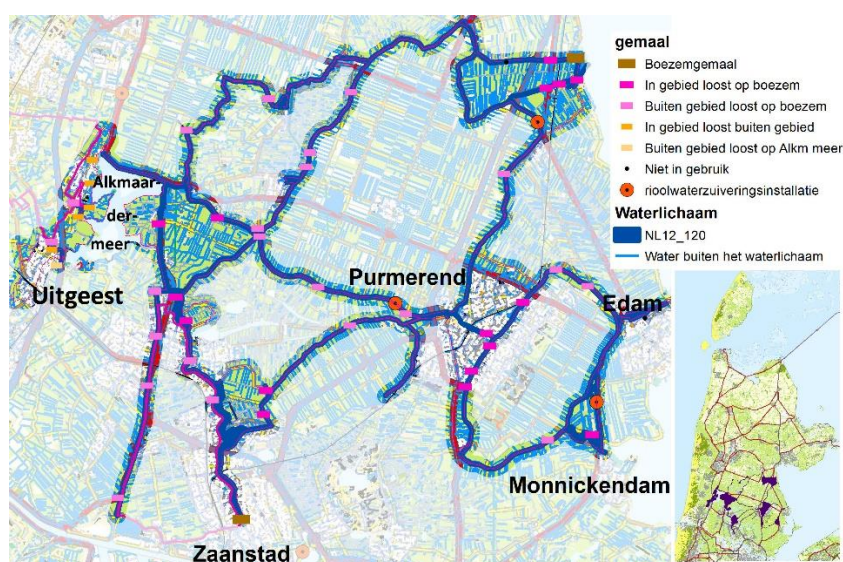 Alkmaar-
der-
meer
Uitgeest
Purmerend
Edam
Monnickendam
Zaanstad
gemaal
Boezemgemaal
In gebied loost op boezem
Buiten gebied loost op boezem
In gebied loost buiten gebied
Buiten gebied loost op Alkm meer
Niet in gebruik
rioolwaterzuiveringsinstallatie
Waterlichaam
NL12_120
Water buiten het waterlichaam